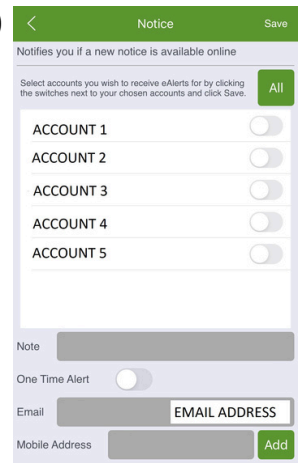 Notice Save
Notifies you if a new notice is available online
Select accounts you wish to receive eAlerts for by clicking
the switches next to your chosen accounts and click Save.
All
ACCOUNT 1
ACCOUNT 2
ACCOUNT 3
ACCOUNT 4
ACCOUNT 5
Note
One Time Alert
Email EMAIL ADDRESS
Mobile Address Add